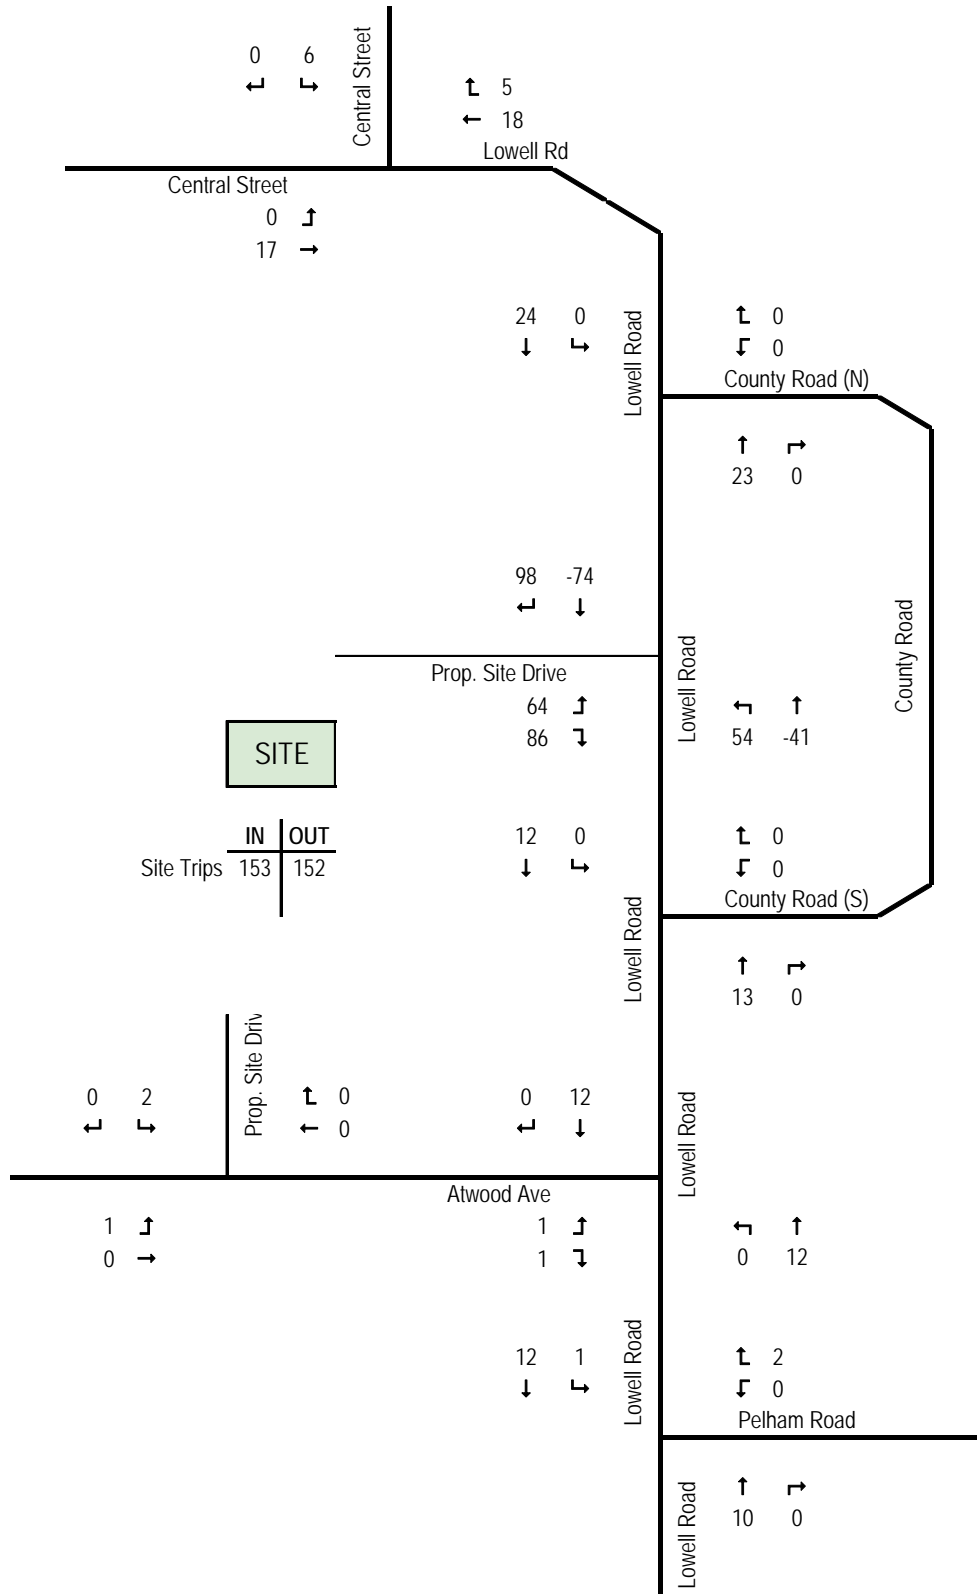 0 6
Central Street
5
18
Lowell Rd
Central Street
0
17
24 0
Lowell Road
0
0
County Road (N)
23 0
98 -74
Prop. Site Drive
64
86
Lowell Road
54 -41
County Road
SITE
IN OUT
Site Trips 153 152
12 0
0
0
County Road (S)
Lowell Road
13 0
Prop. Site Driv
0 2
0
0
0 12
Lowell Road
Atwood Ave
1
0
1
1
0 12
12 1
Lowell Road
2
0
Pelham Road
Lowell Road
10 0